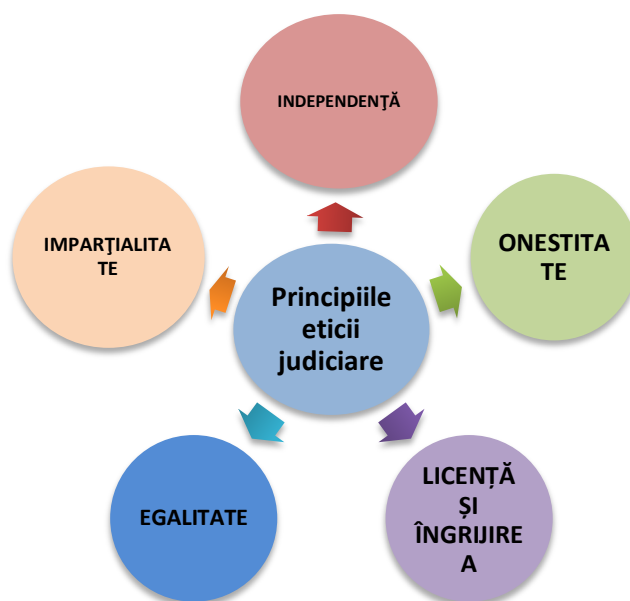 INDEPENDENŢĂ
IMPARŢIALITA
TE
ONESTITA
TE
Principiile
eticii
judiciare
EGALITATE
LICENȚĂ
ȘI
ÎNGRIJIRE
A